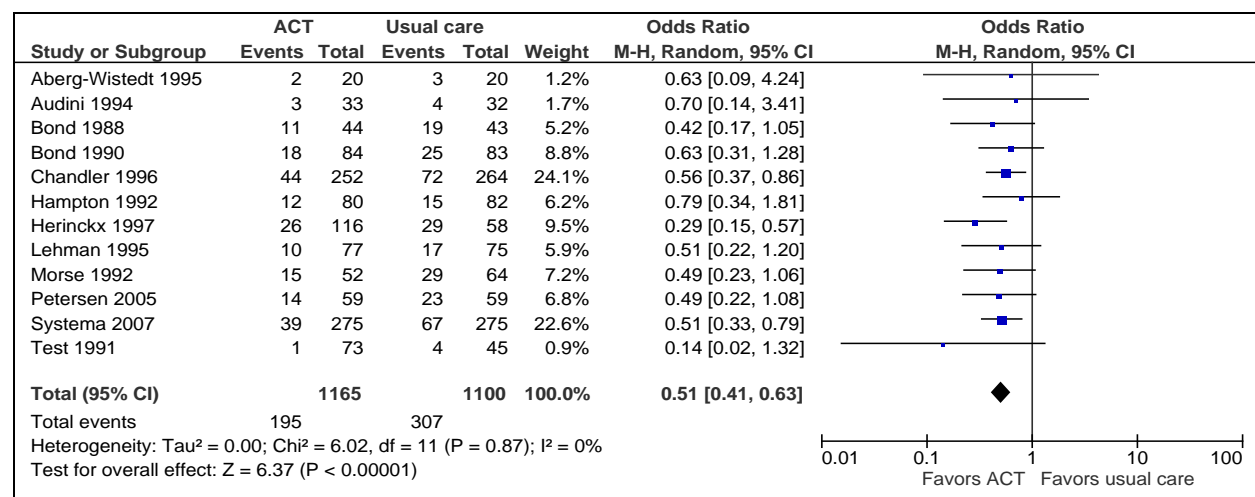 ACT Usual care Odds Ratio Odds Ratio
Study or Subgroup Events Total Events Total Weight M-H, Random, 95% CI M-H, Random, 95% CI
Aberg-Wistedt 1995 2 20 3 20 1.2% 0.63 [0.09, 4.24]
Audini 1994 3 33 4 32 1.7% 0.70 [0.14, 3.41]
Bond 1988 11 44 19 43 5.2% 0.42 [0.17, 1.05]
Bond 1990 18 84 25 83 8.8% 0.63 [0.31, 1.28]
Chandler 1996 44 252 72 264 24.1% 0.56 [0.37, 0.86]
Hampton 1992 12 80 15 82 6.2% 0.79 [0.34, 1.81]
Herinckx 1997 26 116 29 58 9.5% 0.29 [0.15, 0.57]
Lehman 1995 10 77 17 75 5.9% 0.51 [0.22, 1.20]
Morse 1992 15 52 29 64 7.2% 0.49 [0.23, 1.06]
Petersen 2005 14 59 23 59 6.8% 0.49 [0.22, 1.08]
Systema 2007 39 275 67 275 22.6% 0.51 [0.33, 0.79]
Test 1991 1 73 4 45 0.9% 0.14 [0.02, 1.32]
Total (95% CI) 1165 1100 100.0% 0.51 [0.41, 0.63]
Total events 195 307
Heterogeneity: Tau² = 0.00; Chi² = 6.02, df = 11 (P = 0.87); I² = 0%
Test for overall effect: Z = 6.37 (P < 0.00001)
0.01 0.1 1 10 100
Favors ACT Favors usual care